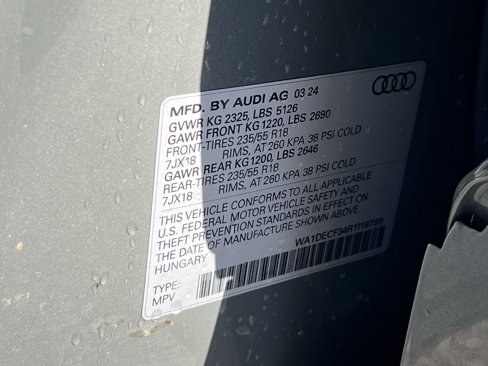 MFD. BY AUDI AG 03 24
GVWR KG 2325, LBS 5126
GAWR FRONT KG 1220, LBS 2690
FRONT-TIRES 235/55 R18
7JX18 RIMS, AT 260 KPA 38 PSI COLD
GAWR REAR KG1200, LBS 2646
REAR-TIRES 235/55 R18
7JX18 RIMS, AT 260 KPA 38 PSI COLD
THIS VEHICLE CONFORMS TO ALL APPLICABLE
U.S. FEDERAL MOTOR VEHICLE SAFETY AND
THEFT PREVENTION STANDARDS IN EFFECT ON
THE DATE OF MANUFACTURE SHOWN ABOVE.
HUNGARY WA1DECF34R1118799
TYPE:
MPV